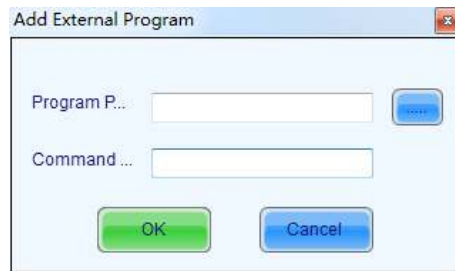 Add External Program
x
Program P...
.....
Command ...
OK
Cancel